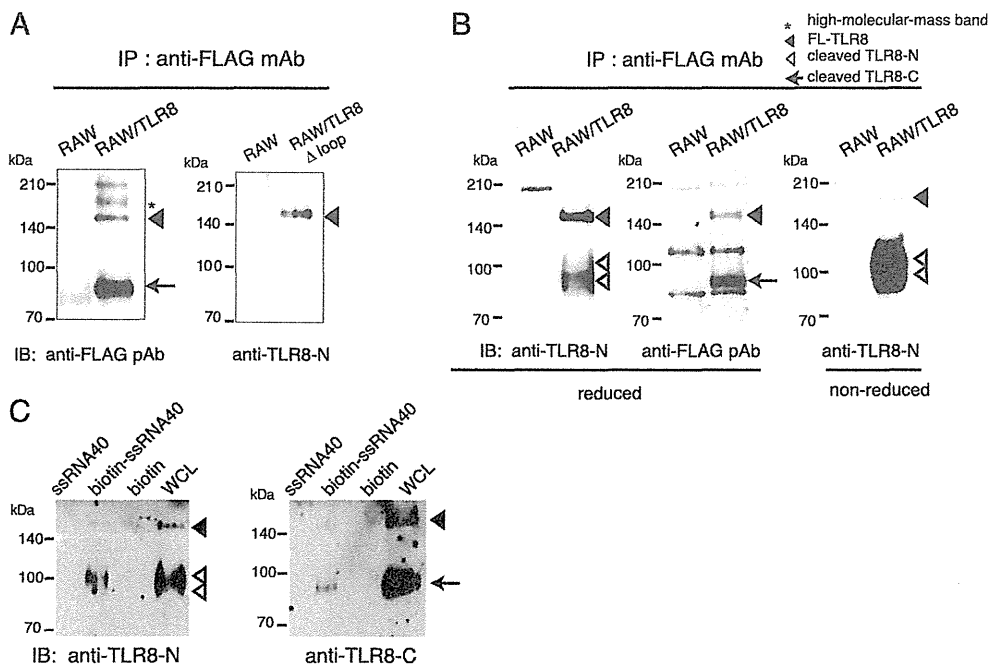 A
IP : anti-FLAG mAb
RAW
RAW/TLR8
RAW
RAW/TLR8
Δ loop
kDa
210
140
100
70
*
kDa
210
140
100
70
IB: anti-FLAG pAb
anti-TLR8-N
B
* high-molecular-mass band
FL-TLR8
cleaved TLR8-N
cleaved TLR8-C
IP : anti-FLAG mAb
RAW
RAW/TLR8
RAW
RAW/TLR8
RAW
RAW/TLR8
kDa
210
140
100
70
kDa
210
140
100
70
kDa
210
140
100
70
IB: anti-TLR8-N
anti-FLAG pAb
anti-TLR8-N
reduced
non-reduced
C
ssRNA40
biotin-ssRNA40
biotin
WCL
ssRNA40
biotin-ssRNA40
biotin
WCL
kDa
140
100
70
kDa
140
100
70
IB: anti-TLR8-N
anti-TLR8-C